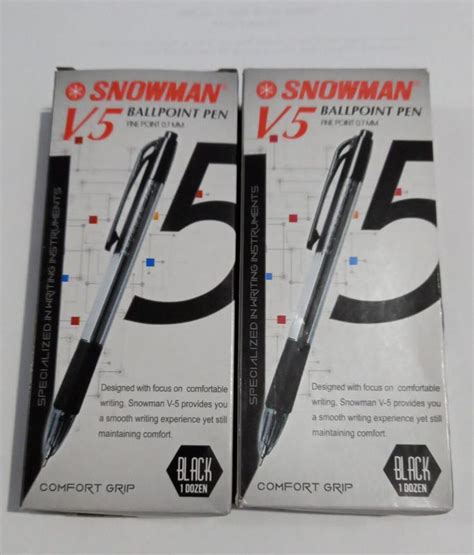 SNOWMAN
V.5 BALLPOINT PEN
FINE POINT 0.7 MM
5
SPECIALIZED IN WRITING INSTRUMENTS
Designed with focus on comfortable
writing, Snowman V-5 provides you
a smooth writing experience yet still
maintaining comfort.
BLACK
1 DOZEN
COMFORT GRIP
SNOWMAN
V.5 BALLPOINT PEN
FINE POINT 0.7 MM
5
SPECIALIZED IN WRITING INSTRUMENTS
Designed with focus on comfortable
writing, Snowman V-5 provides you
a smooth writing experience yet still
maintaining comfort.
BLACK
1 DOZEN
COMFORT GRIP